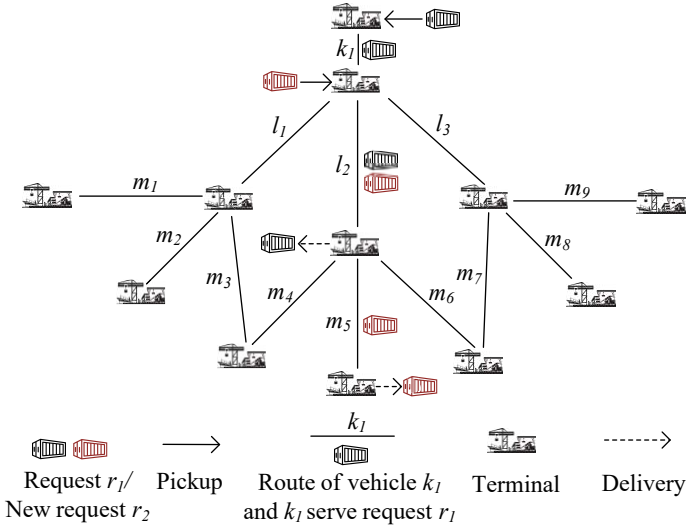 k₁
l₁
l₂
l₃
m₁
m₉
m₂
m₃
m₄
m₅
m₆
m₇
m₈
k₁
Request r₁/ New request r₂
Pickup
Route of vehicle k₁ and k₁ serve request r₁
Terminal
Delivery